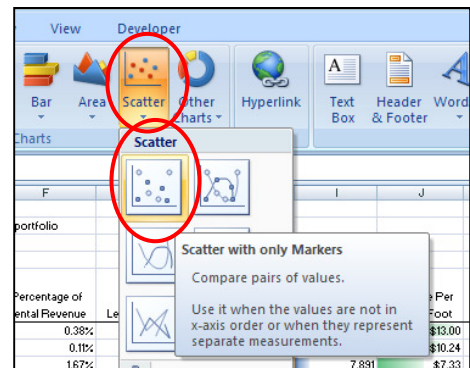 View Developer
Bar Area Scatter Other Charts Hyperlink Text Box Header & Footer Word
Charts
Scatter
F I J
portfolio
Scatter with only Markers
Compare pairs of values.
Use it when the values are not in
x-axis order or when they represent
separate measurements.
Percentage of Per
ental Revenue Le Foot
0.38% $13.00
0.11% $10.24
1.67% 7,891 $7.33